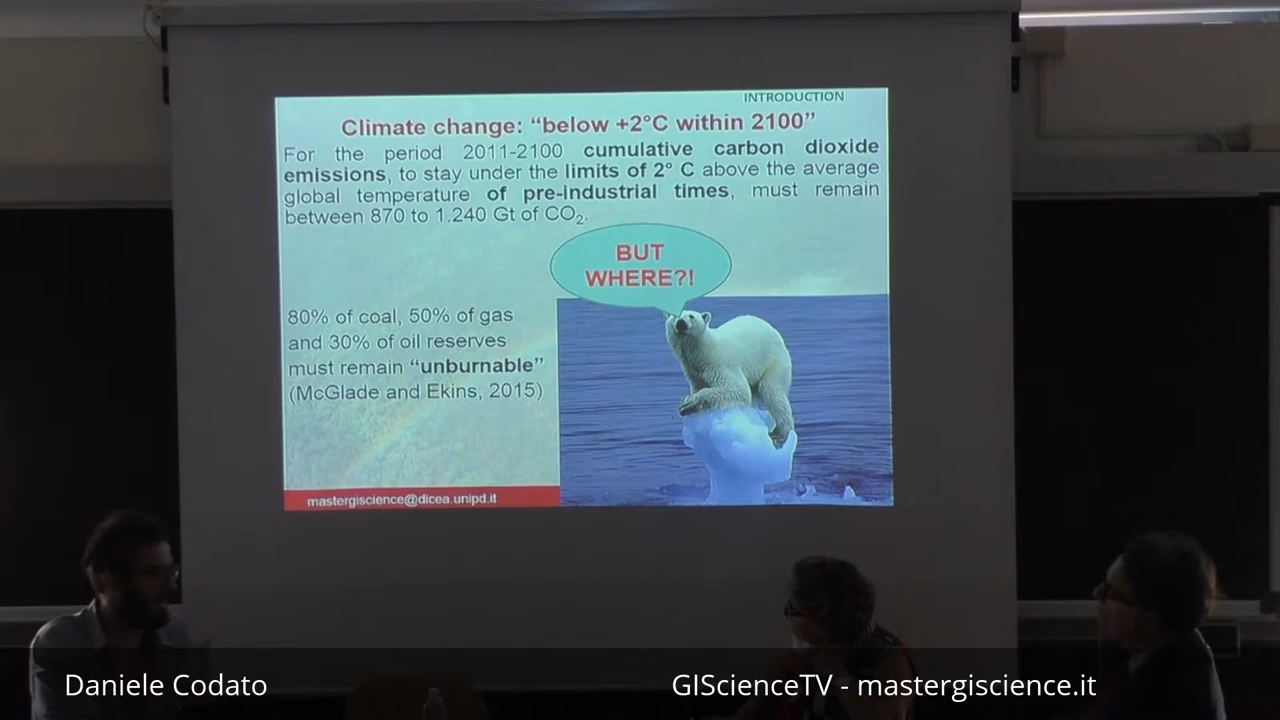 INTRODUCTION
Climate change: “below +2°C within 2100”
For the period 2011-2100 cumulative carbon dioxide
emissions, to stay under the limits of 2° C above the average
global temperature of pre-industrial times, must remain
between 870 to 1.240 Gt of CO2.
BUT
WHERE?!
80% of coal, 50% of gas
and 30% of oil reserves
must remain “unburnable”
(McGlade and Ekins, 2015)
mastergiscience@dicea.unipd.it
Daniele Codato
GIScienceTV - mastergiscience.it